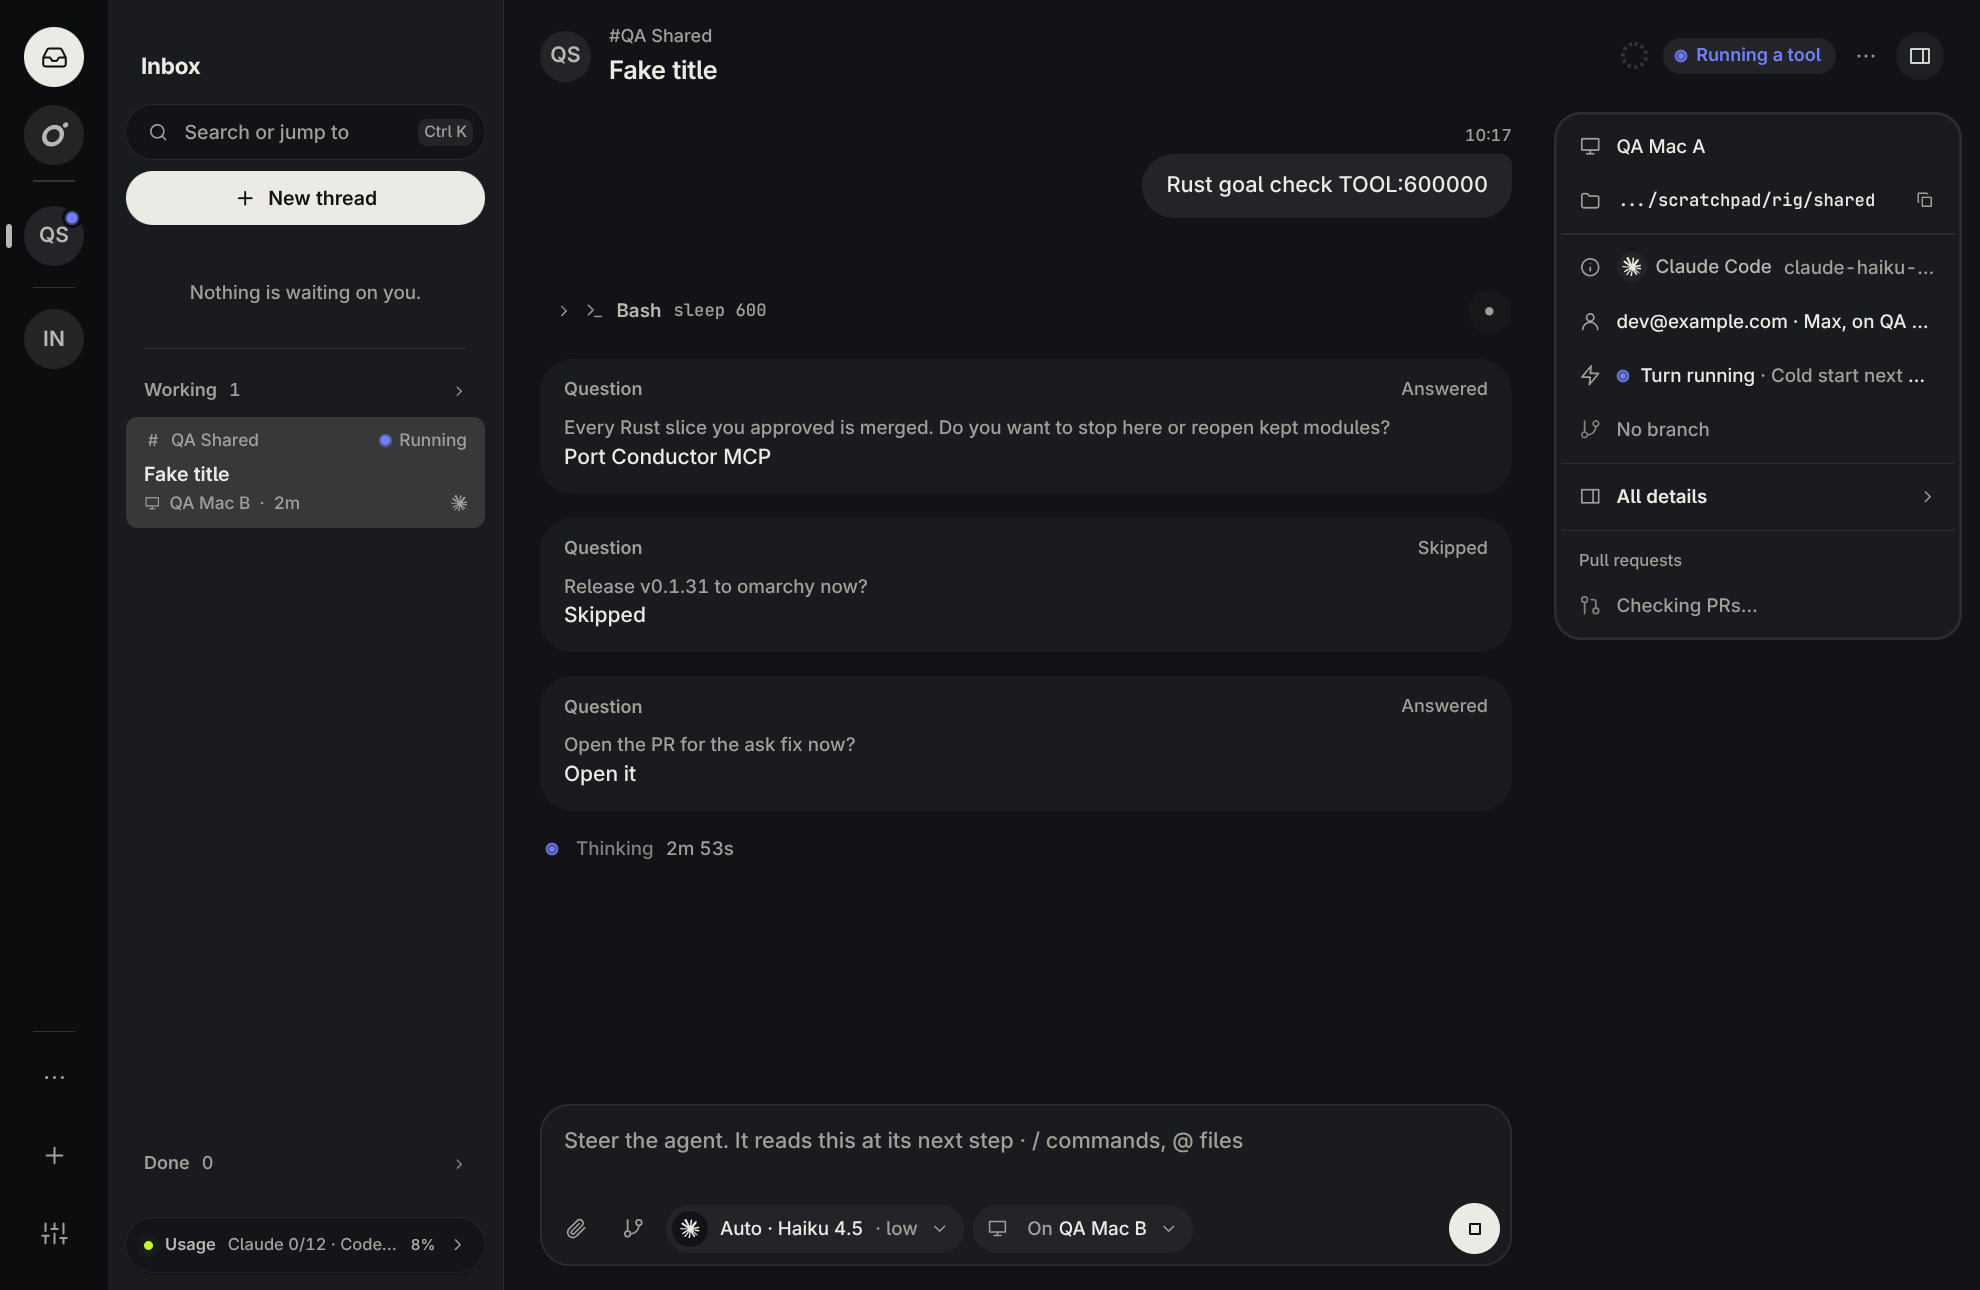 Inbox
Search or jump to
Ctrl K
New thread
QS
IN
Nothing is waiting on you.
Working 1
# QA Shared
Running
Fake title
QA Mac B · 2m
Done 0
Usage Claude 0/12 · Code... 8%
QS
#QA Shared
Fake title
Running a tool
10:17
Rust goal check TOOL:600000
Bash sleep 600
Question
Answered
Every Rust slice you approved is merged. Do you want to stop here or reopen kept modules?
Port Conductor MCP
Question
Skipped
Release v0.1.31 to omarchy now?
Skipped
Question
Answered
Open the PR for the ask fix now?
Open it
Thinking 2m 53s
Steer the agent. It reads this at its next step · / commands, @ files
Auto · Haiku 4.5 · low
On QA Mac B
QA Mac A
.../scratchpad/rig/shared
Claude Code claude-haiku-...
dev@example.com · Max, on QA ...
Turn running · Cold start next ...
No branch
All details
Pull requests
Checking PRs...